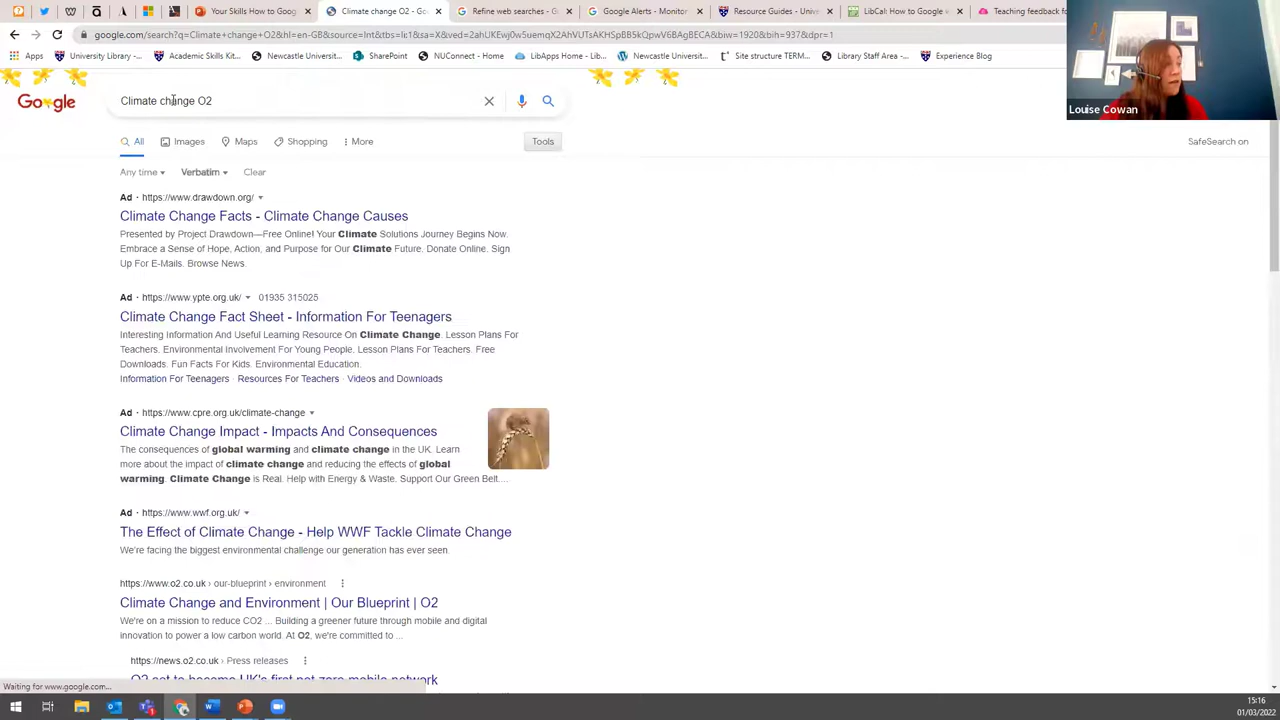 Your Skills How to Goog
Climate change O2 - Googl
Refine web searches - G
Google Alerts - Monitor
Resource Guides - Univ
LibCal: How to Google
Teaching feedback fo
google.com/search?q=Climate+change+O2&hl=en-GB&source=lnt&tbs=li:1&sa=X&ved=
Apps
University Library -...
Academic Skills Kit...
Newcastle Universit...
SharePoint
NUConnect - Home
LibApps Home - Lib...
Newcastle Universit...
Site structure TERM...
Library Staff Area -...
Experience Blog
Louise Cowan
Google
Climate change O2
All
Images
Maps
Shopping
More
Tools
SafeSearch on
Any time
Verbatim
Clear
Ad · https://www.drawdown.org/
Climate Change Facts - Climate Change Causes
Presented by Project Drawdown—Free Online! Your Climate Solutions Journey Begins Now.
Embrace a Sense of Hope, Action, and Purpose for Our Climate Future. Donate Online. Sign
Up For E-Mails. Browse News.
Ad · https://www.ypte.org.uk/ 01935 315025
Climate Change Fact Sheet - Information For Teenagers
Interesting Information And Useful Learning Resource On Climate Change. Lesson Plans For
Teachers. Environmental Involvement For Young People. Lesson Plans For Teachers. Free
Downloads. Fun Facts For Kids. Environmental Education.
Information For Teenagers · Resources For Teachers · Videos and Downloads
Ad · https://www.cpre.org.uk/climate-change
Climate Change Impact - Impacts And Consequences
The consequences of global warming and climate change in the UK. Learn
more about the impact of climate change and reducing the effects of global
warming. Climate Change is Real. Help with Energy & Waste. Support Our Green Belt....
Ad · https://www.wwf.org.uk/
The Effect of Climate Change - Help WWF Tackle Climate Change
We're facing the biggest environmental challenge our generation has ever seen.
https://www.o2.co.uk › our-blueprint › environment
Climate Change and Environment | Our Blueprint | O2
We're on a mission to reduce CO2 ... Building a greener future through mobile and digital
innovation to power a low carbon world. At O2, we're committed to ...
https://news.o2.co.uk › Press releases
O2 set to become UK's first net zero mobile network
Waiting for www.google.com...
15:16
01/03/2022